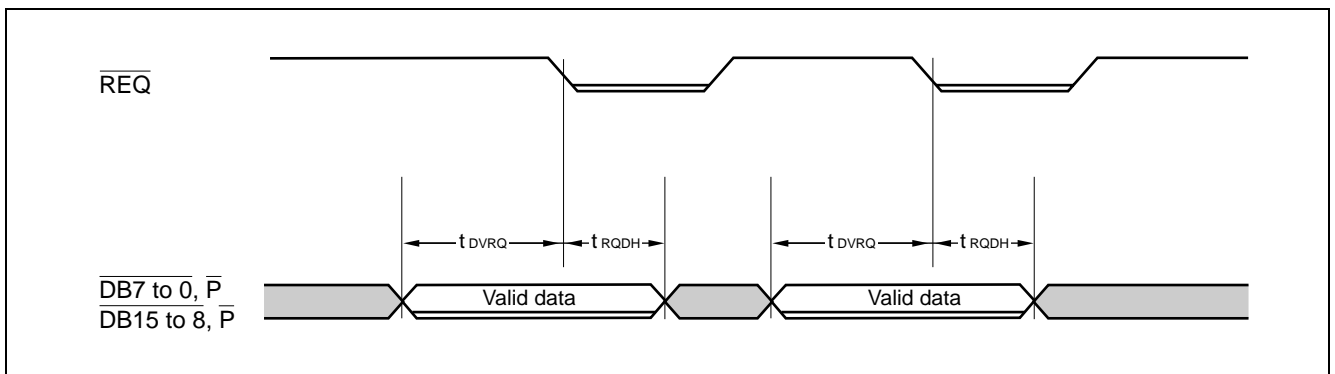 REQ
t DVRQ t RQDH t DVRQ t RQDH
DB7 to 0, P
DB15 to 8, P
Valid data Valid data